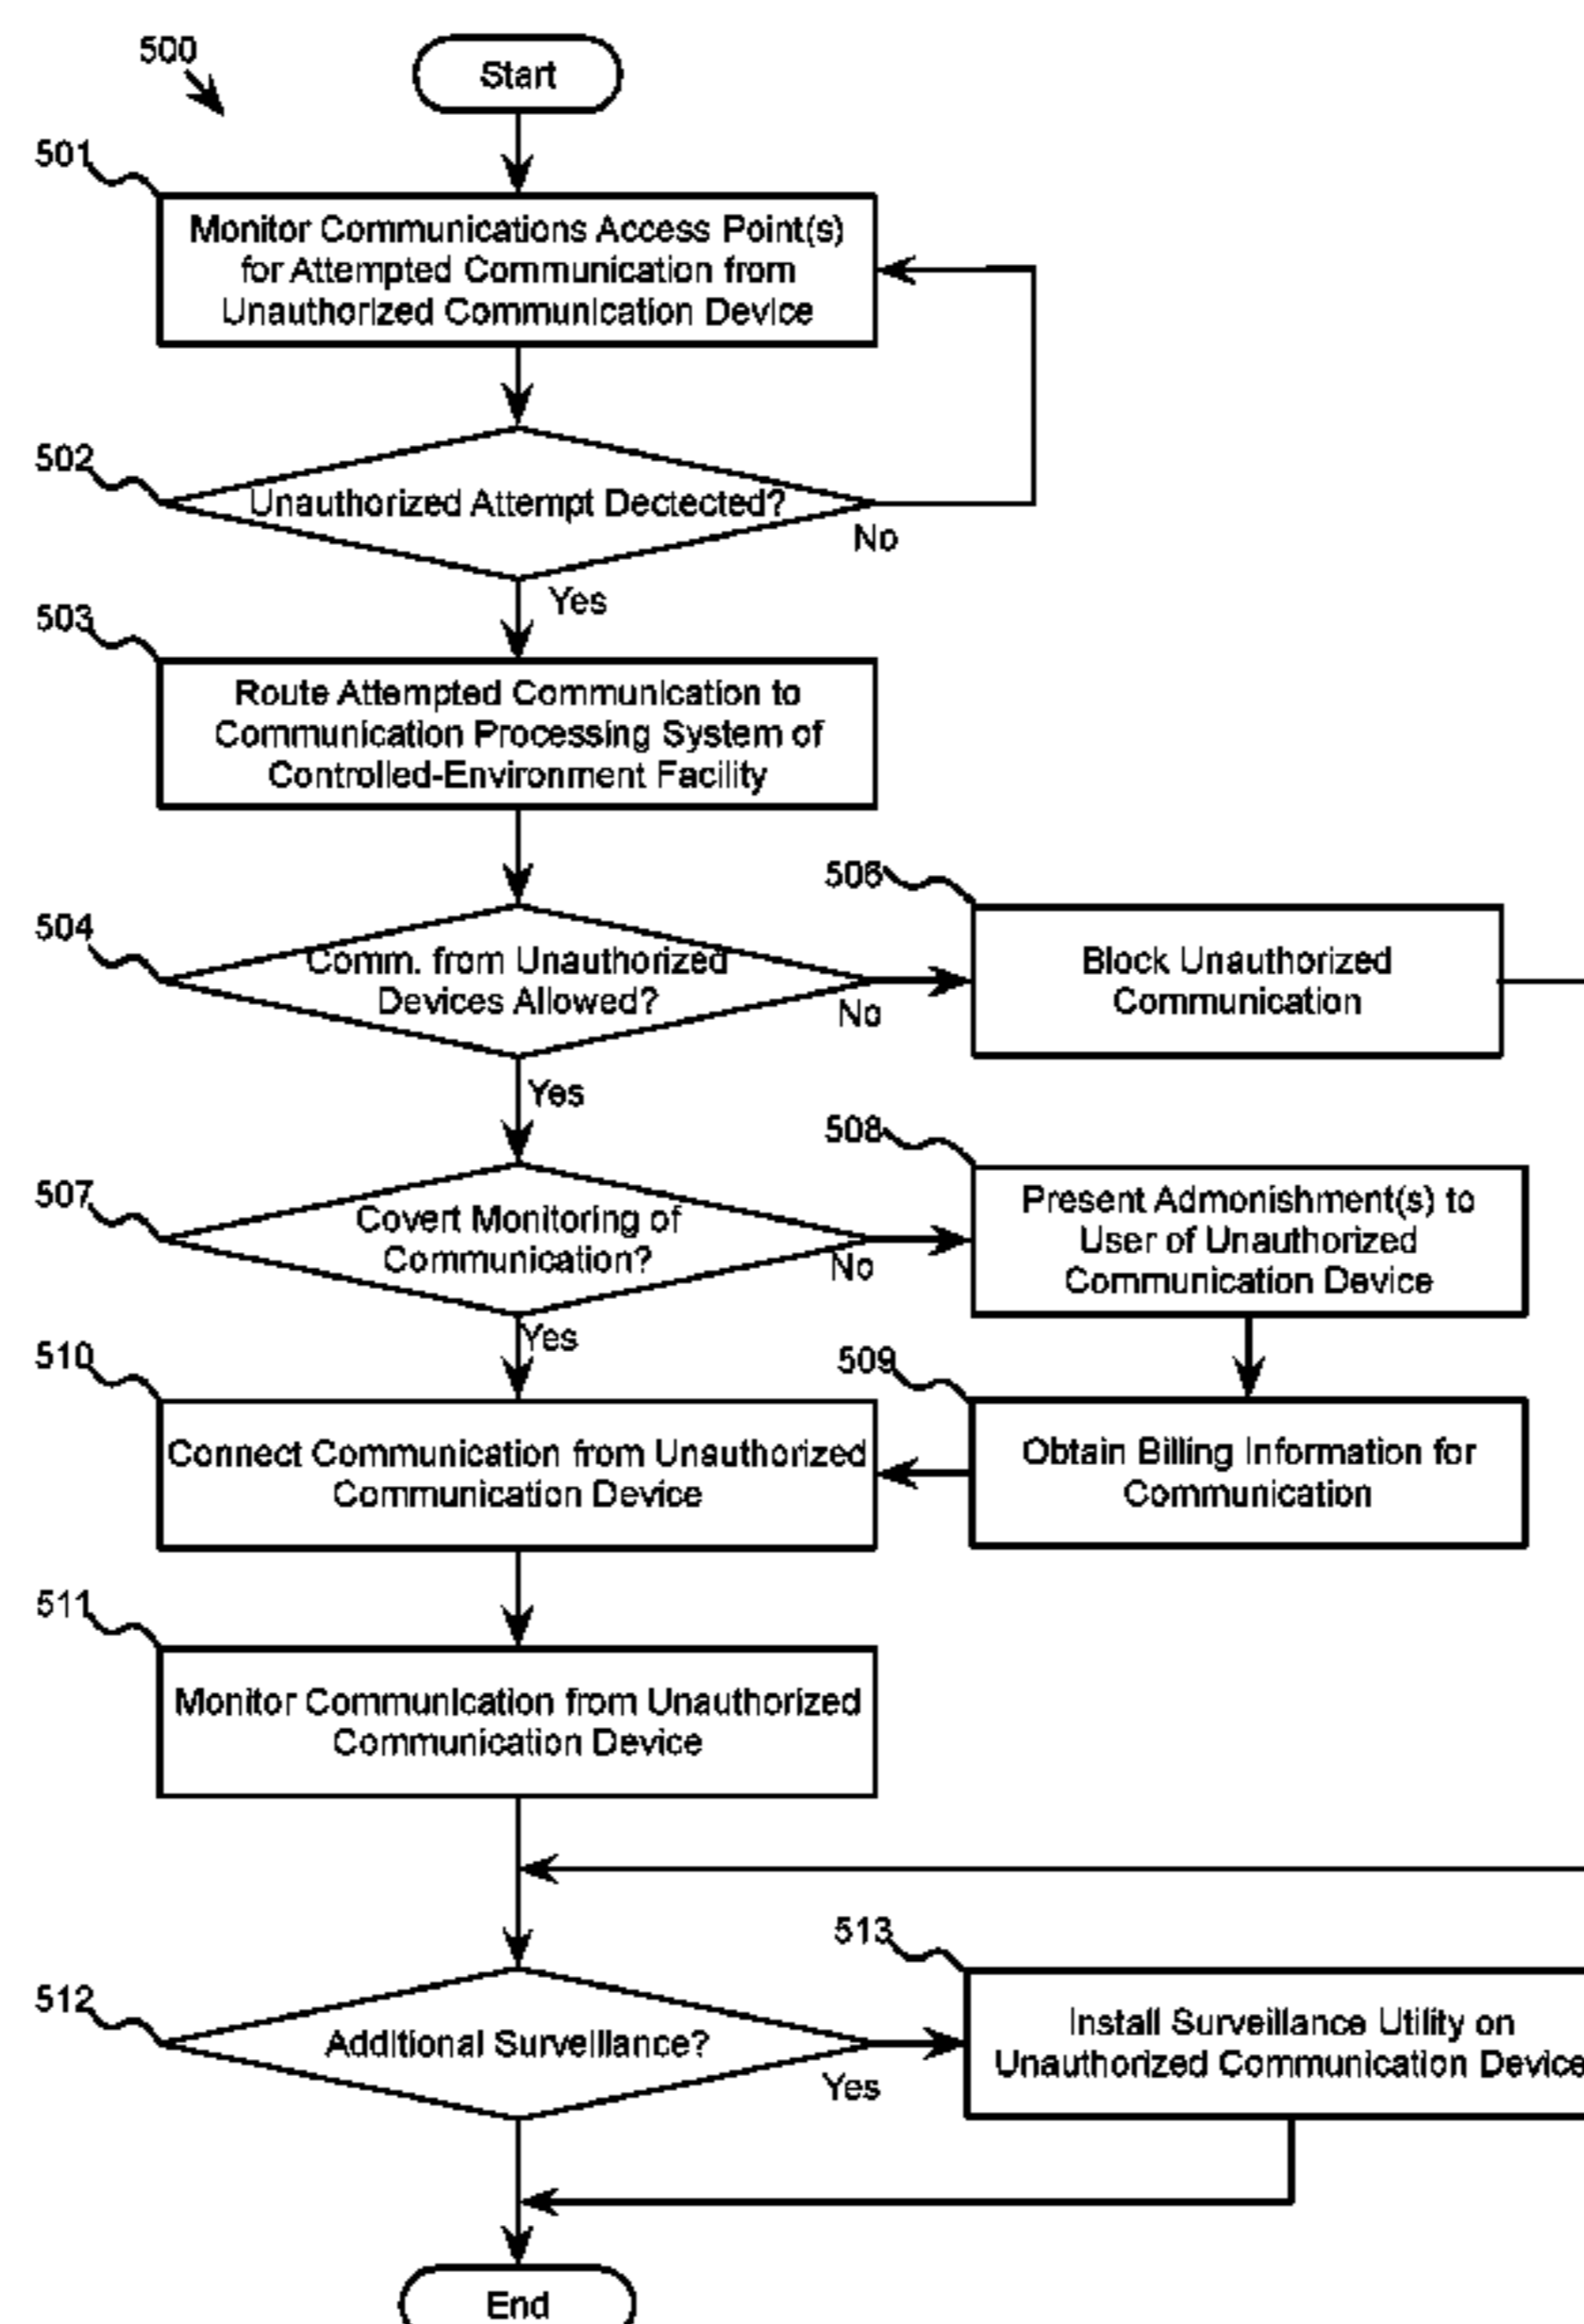 500
Start
501
Monitor Communications Access Point(s)
for Attempted Communication from
Unauthorized Communication Device
502
Unauthorized Attempt Dectected?
No
Yes
503
Route Attempted Communication to
Communication Processing System of
Controlled-Environment Facility
504
Comm. from Unauthorized
Devices Allowed?
No
506
Block Unauthorized
Communication
Yes
507
Covert Monitoring of
Communication?
No
508
Present Admonishment(s) to
User of Unauthorized
Communication Device
Yes
509
Obtain Billing Information for
Communication
510
Connect Communication from Unauthorized
Communication Device
511
Monitor Communication from Unauthorized
Communication Device
512
Additional Surveillance?
Yes
513
Install Surveillance Utility on
Unauthorized Communication Device
End